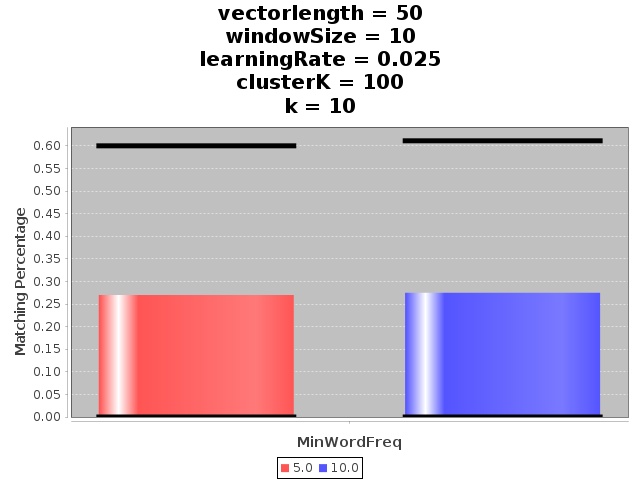 vectorlength = 50
windowSize = 10
learningRate = 0.025
clusterK = 100
k = 10
Matching Percentage
0.60
0.55
0.50
0.45
0.40
0.35
0.30
0.25
0.20
0.15
0.10
0.05
0.00
MinWordFreq
5.0 10.0